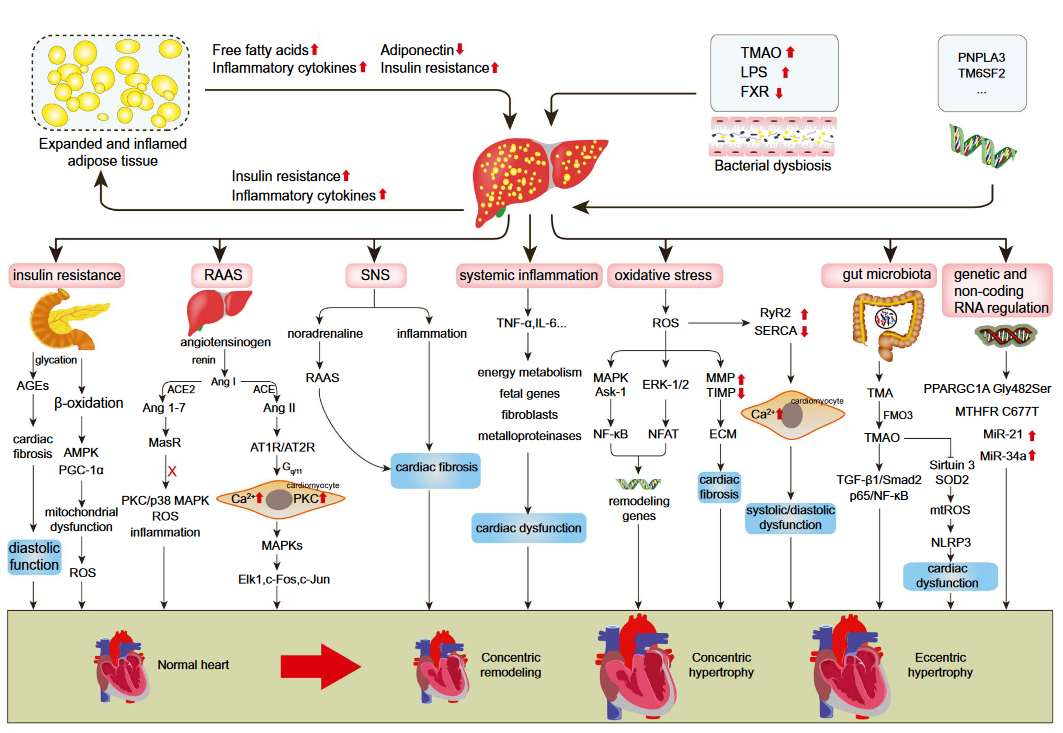 Free fatty acids
Inflammatory cytokines
Adiponectin
Insulin resistance
Expanded and inflamed
adipose tissue
Insulin resistance
Inflammatory cytokines
TMAO
LPS
FXR
Bacterial dysbiosis
PNPLA3
TM6SF2
...
insulin resistance
glycation
AGEs
cardiac
fibrosis
diastolic
function
β-oxidation
AMPK
PGC-1α
mitochondrial
dysfunction
ROS
RAAS
angiotensinogen
renin
Ang I
ACE2
ACE
Ang 1-7
MasR
X
PKC/p38 MAPK
ROS
inflammation
Ang II
AT1R/AT2R
Gq/11
cardiomyocyte
Ca2+
PKC
MAPKs
Elk1,c-Fos,c-Jun
SNS
noradrenaline
inflammation
RAAS
cardiac fibrosis
systemic inflammation
TNF-α,IL-6...
energy metabolism
fetal genes
fibroblasts
metalloproteinases
cardiac dysfunction
oxidative stress
ROS
MAPK
Ask-1
NF-κB
ERK-1/2
NFAT
remodeling
genes
MMP
TIMP
ECM
cardiac
fibrosis
RyR2
SERCA
cardiomyocyte
Ca2+
systolic/diastolic
dysfunction
gut microbiota
TMA
FMO3
TMAO
TGF-β1/Smad2
p65/NF-κB
Sirtuin 3
SOD2
mtROS
NLRP3
cardiac
dysfunction
genetic and
non-coding
RNA regulation
PPARGC1A Gly482Ser
MTHFR C677T
MiR-21
MiR-34a
Normal heart
Concentric
remodeling
Concentric
hypertrophy
Eccentric
hypertrophy